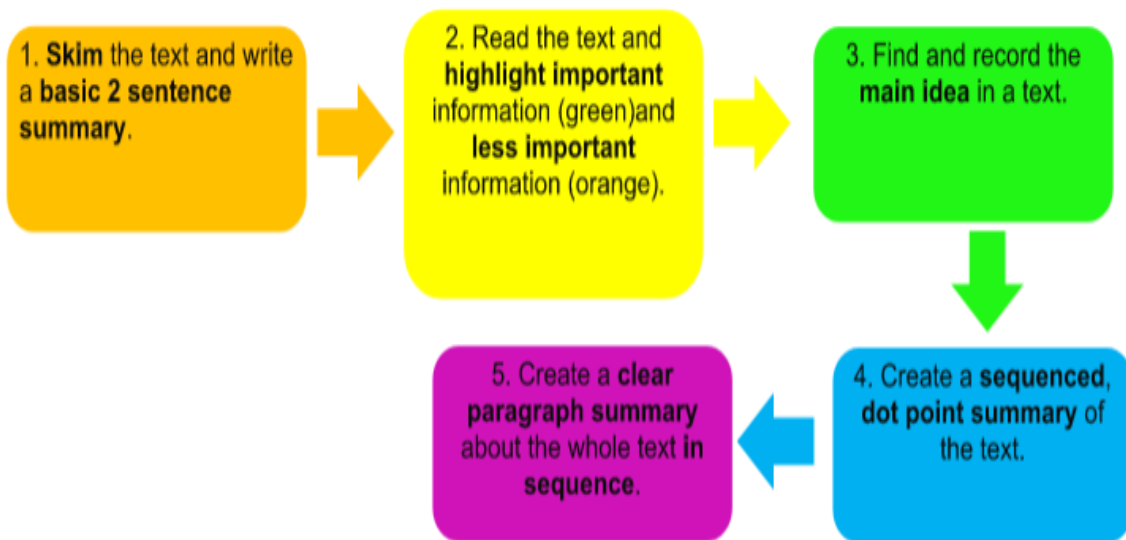 1. Skim the text and write
a basic 2 sentence
summary.
2. Read the text and
highlight important
information (green)and
less important
information (orange).
3. Find and record the
main idea in a text.
4. Create a sequenced,
dot point summary of
the text.
5. Create a clear
paragraph summary
about the whole text in
sequence.